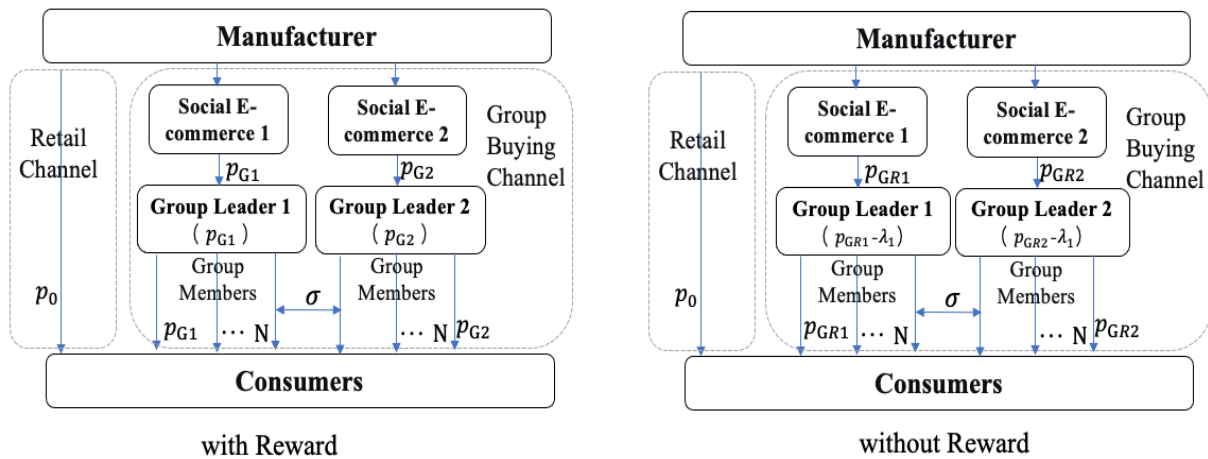 Manufacturer
Retail
Channel
Social E-
commerce 1
Social E-
commerce 2
Group
Buying
Channel
p_G1
p_G2
Group Leader 1
( p_G1 )
Group Leader 2
( p_G2 )
Group
Members
Group
Members
p_0
σ
p_G1
... N
... N
p_G2
Consumers
with Reward
Manufacturer
Retail
Channel
Social E-
commerce 1
Social E-
commerce 2
Group
Buying
Channel
p_GR1
p_GR2
Group Leader 1
( p_GR1-λ_1)
Group Leader 2
( p_GR2-λ_1)
Group
Members
Group
Members
p_0
σ
p_GR1
... N
... N
p_GR2
Consumers
without Reward